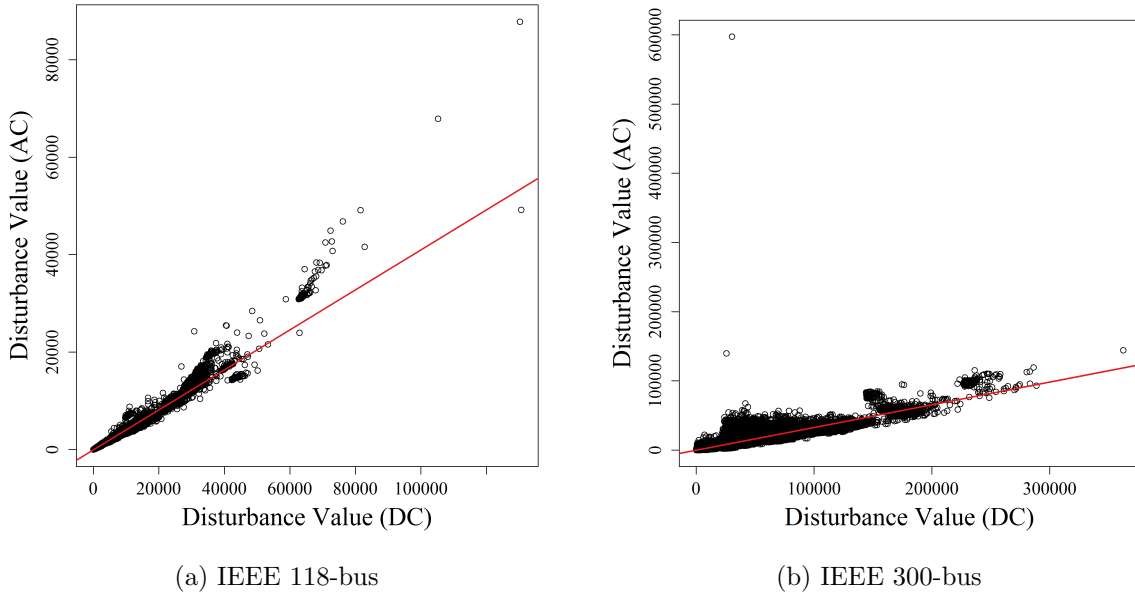 Disturbance Value (AC)
80000
60000
40000
20000
0
0 20000 40000 60000 80000 100000
Disturbance Value (DC)
(a) IEEE 118-bus
Disturbance Value (AC)
600000
500000
400000
300000
200000
100000
0
0 100000 200000 300000
Disturbance Value (DC)
(b) IEEE 300-bus